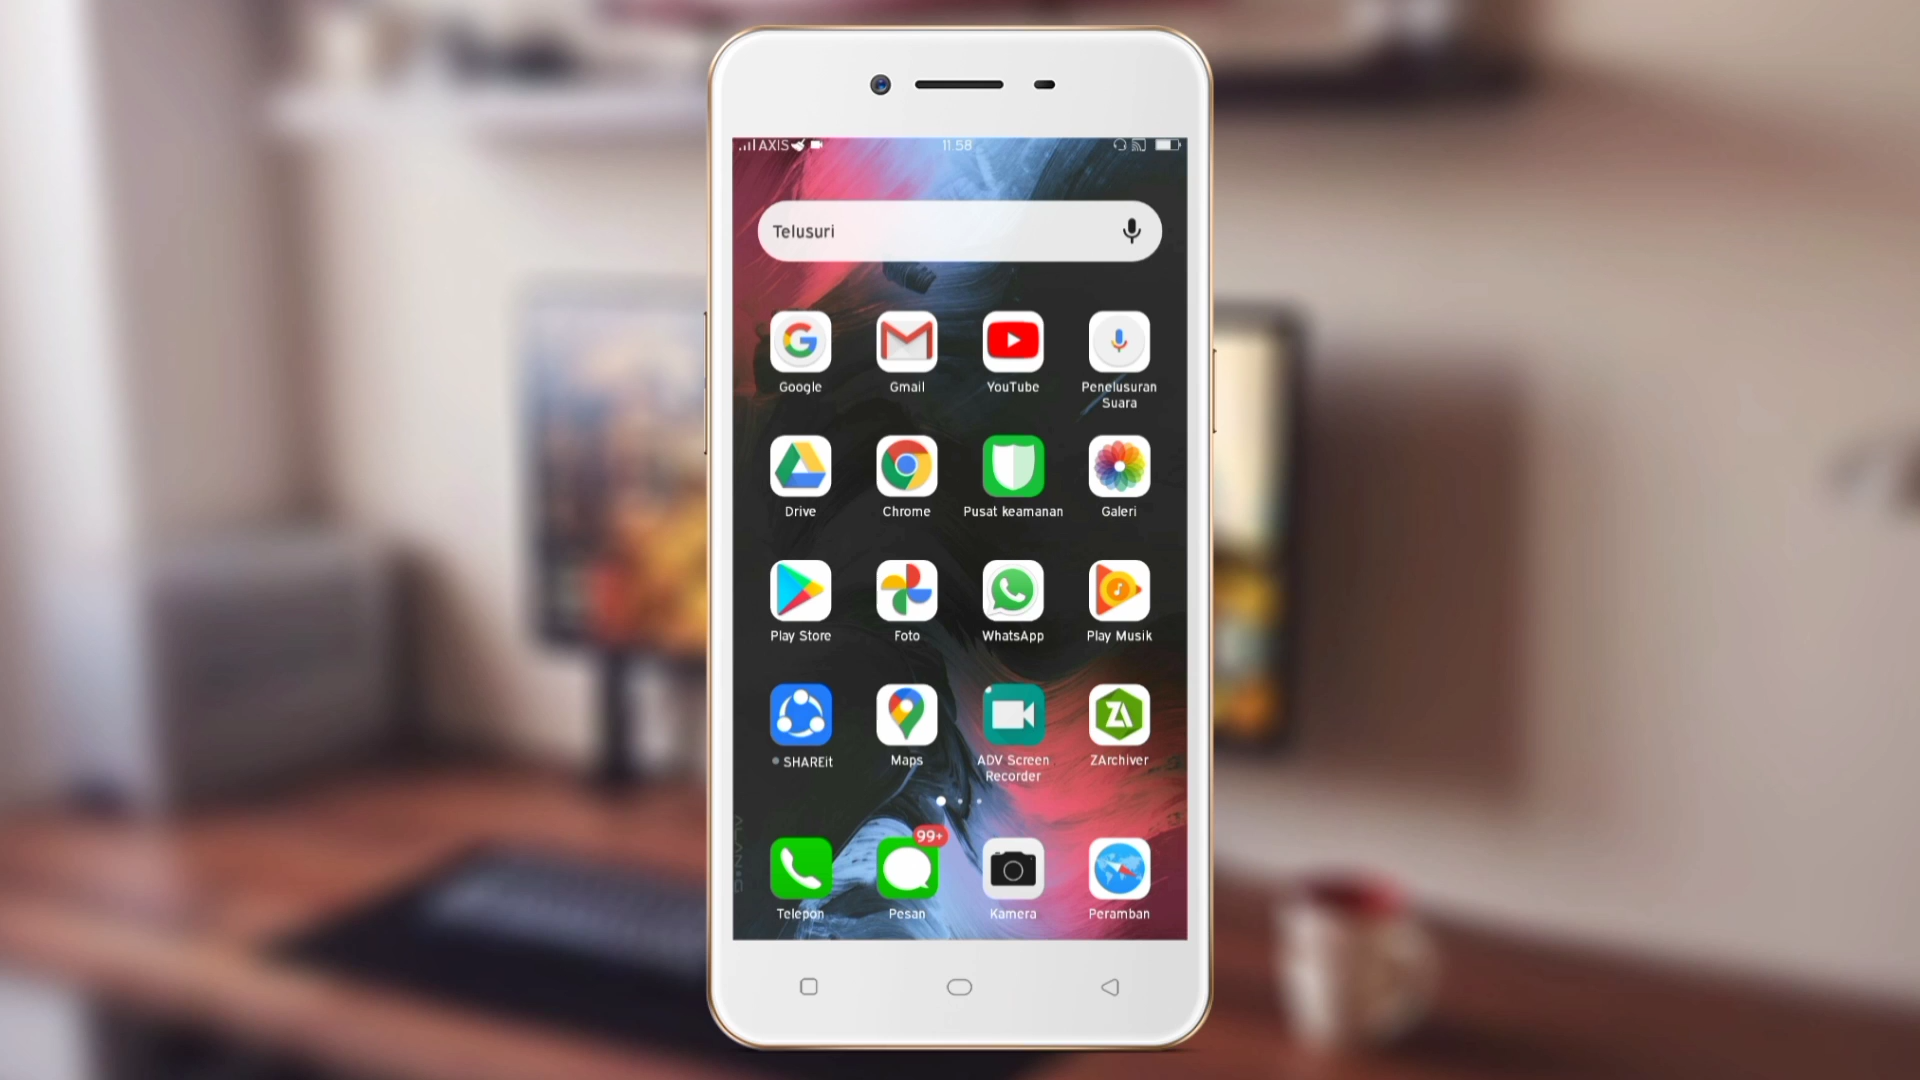 AXIS
11.58
Telusuri
Google
Gmail
YouTube
Penelusuran
Suara
Drive
Chrome
Pusat keamanan
Galeri
Play Store
Foto
WhatsApp
Play Musik
SHAREit
Maps
ADV Screen
Recorder
ZArchiver
99+
Telepon
Pesan
Kamera
Peramban